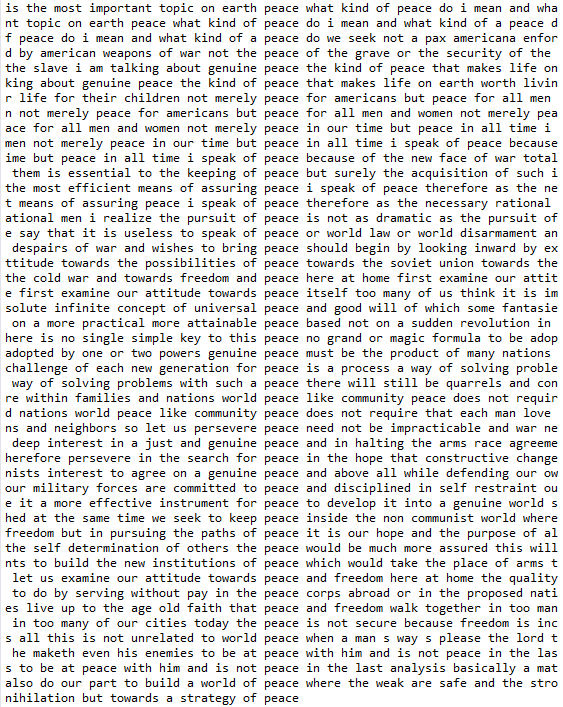 is the most important topic on earth peace what kind of peace do i mean and wha
nt topic on earth peace what kind of peace do i mean and what kind of a peace d
f peace do i mean and what kind of a peace do we seek not a pax americana enfor
d by american weapons of war not the peace of the grave or the security of the
the slave i am talking about genuine peace the kind of peace that makes life on
king about genuine peace the kind of peace that makes life on earth worth livin
r life for their children not merely peace for americans but peace for all men
n not merely peace for americans but peace for all men and women not merely pea
ace for all men and women not merely peace in our time but peace in all time i
men not merely peace in our time but peace in all time i speak of peace because
ime but peace in all time i speak of peace because of the new face of war total
them is essential to the keeping of peace but surely the acquisition of such i
the most efficient means of assuring peace i speak of peace therefore as the ne
t means of assuring peace i speak of peace therefore as the necessary rational
ational men i realize the pursuit of peace is not as dramatic as the pursuit of
e say that it is useless to speak of peace or world law or world disarmament an
despairs of war and wishes to bring peace should begin by looking inward by ex
ttitude towards the possibilities of peace towards the soviet union towards the
the cold war and towards freedom and peace here at home first examine our attit
e first examine our attitude towards peace itself too many of us think it is im
solute infinite concept of universal peace and good will of which some fantasie
on a more practical more attainable peace based not on a sudden revolution in
here is no single simple key to this peace no grand or magic formula to be adop
adopted by one or two powers genuine peace must be the product of many nations
challenge of each new generation for peace is a process a way of solving proble
way of solving problems with such a peace there will still be quarrels and con
re within families and nations world peace like community peace does not requir
d nations world peace like community peace does not require that each man love
ns and neighbors so let us persevere peace need not be impracticable and war ne
deep interest in a just and genuine peace and in halting the arms race agreeme
herefore persevere in the search for peace in the hope that constructive change
nists interest to agree on a genuine peace and above all while defending our ow
our military forces are committed to peace and disciplined in self restraint ou
e it a more effective instrument for peace to develop it into a genuine world s
hed at the same time we seek to keep peace inside the non communist world where
freedom but in pursuing the paths of peace it is our hope and the purpose of al
the self determination of others the peace would be much more assured this will
nts to build the new institutions of peace which would take the place of arms t
let us examine our attitude towards peace and freedom here at home the quality
to do by serving without pay in the peace corps abroad or in the proposed nati
es live up to the age old faith that peace and freedom walk together in too man
in too many of our cities today the peace is not secure because freedom is inc
s all this is not unrelated to world peace when a man s way s please the lord t
he maketh even his enemies to be at peace with him and is not peace in the las
s to be at peace with him and is not peace in the last analysis basically a mat
also do our part to build a world of peace where the weak are safe and the stro
nihilation but towards a strategy of peace